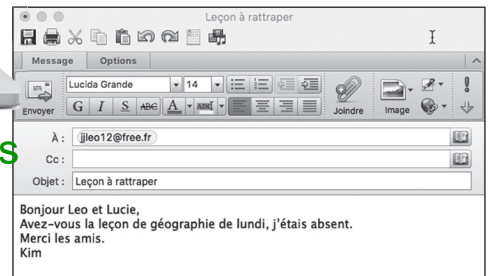 Leçon à rattraper
Message Options
Lucida Grande 14
Envoyer G I S ABC A ABC Joindre Image
s
À : jjleo12@free.fr
Cc :
Objet : Leçon à rattraper
Bonjour Leo et Lucie,
Avez-vous la leçon de géographie de lundi, j'étais absent.
Merci les amis.
Kim